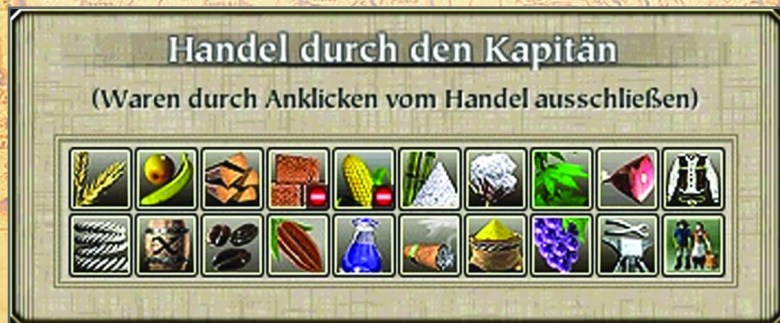 Handel durch den Kapitän
(Waren durch Anklicken vom Handel ausschließen)